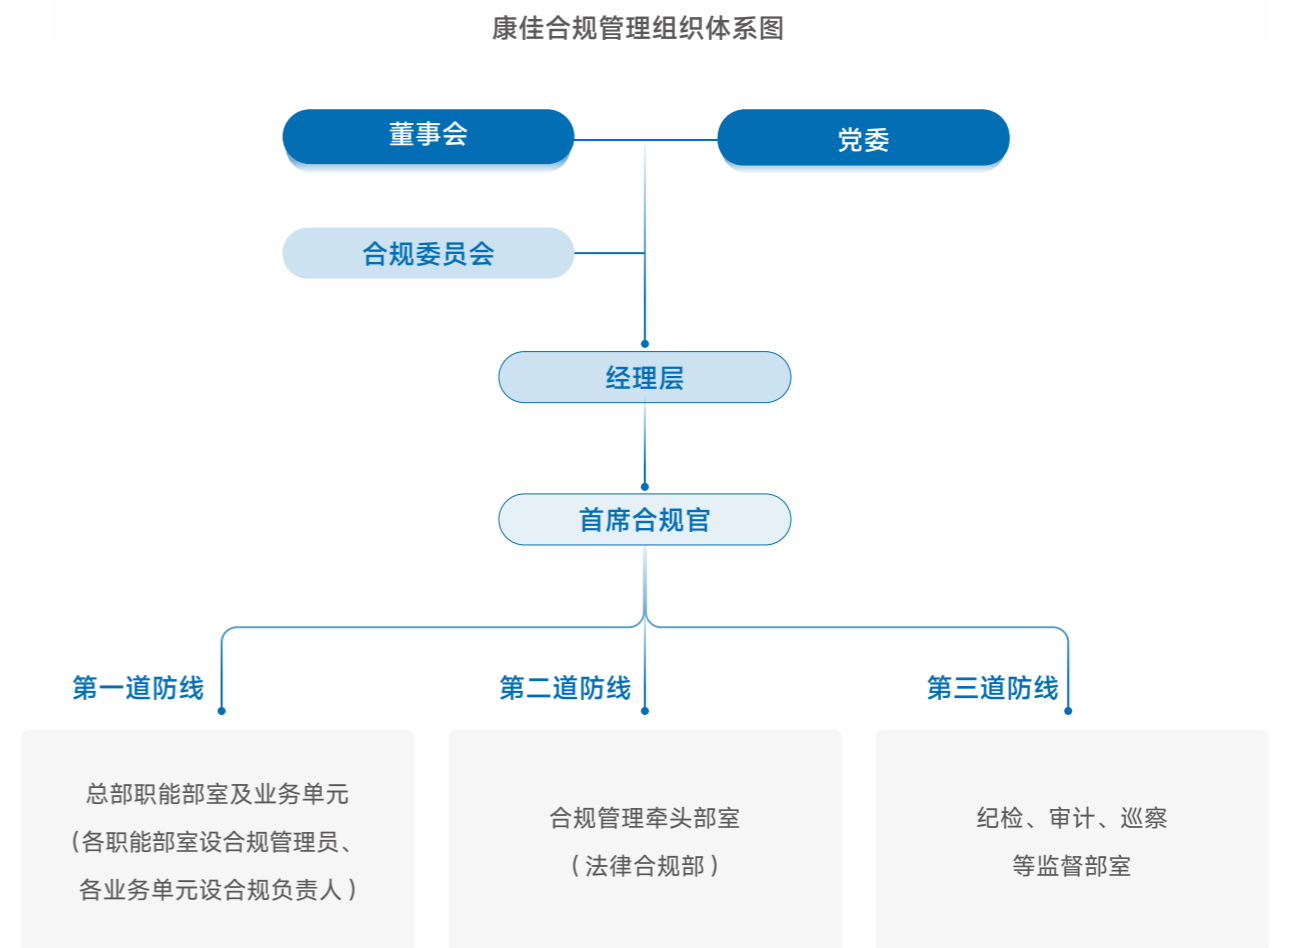 康佳合规管理组织体系图
董事会
党委
合规委员会
经理层
首席合规官
第一道防线
第二道防线
第三道防线
总部职能部室及业务单元
(各职能部室设合规管理员、
各业务单元设合规负责人)
合规管理牵头部室
(法律合规部)
纪检、审计、巡察
等监督部室